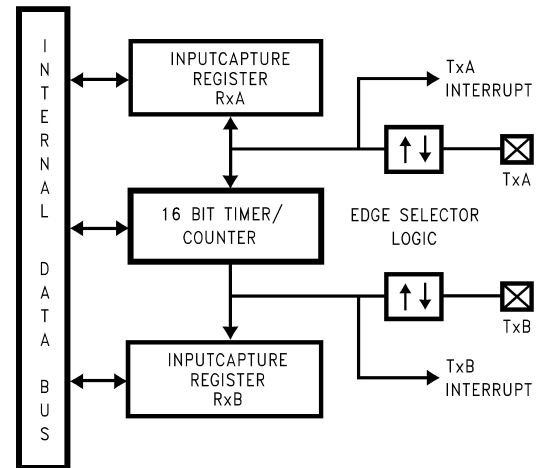 INTERNAL DATA BUS
INPUTCAPTURE
REGISTER
RxA
TxA
INTERRUPT
TxA
16 BIT TIMER/
COUNTER
EDGE SELECTOR
LOGIC
TxB
INPUTCAPTURE
REGISTER
RxB
TxB
INTERRUPT